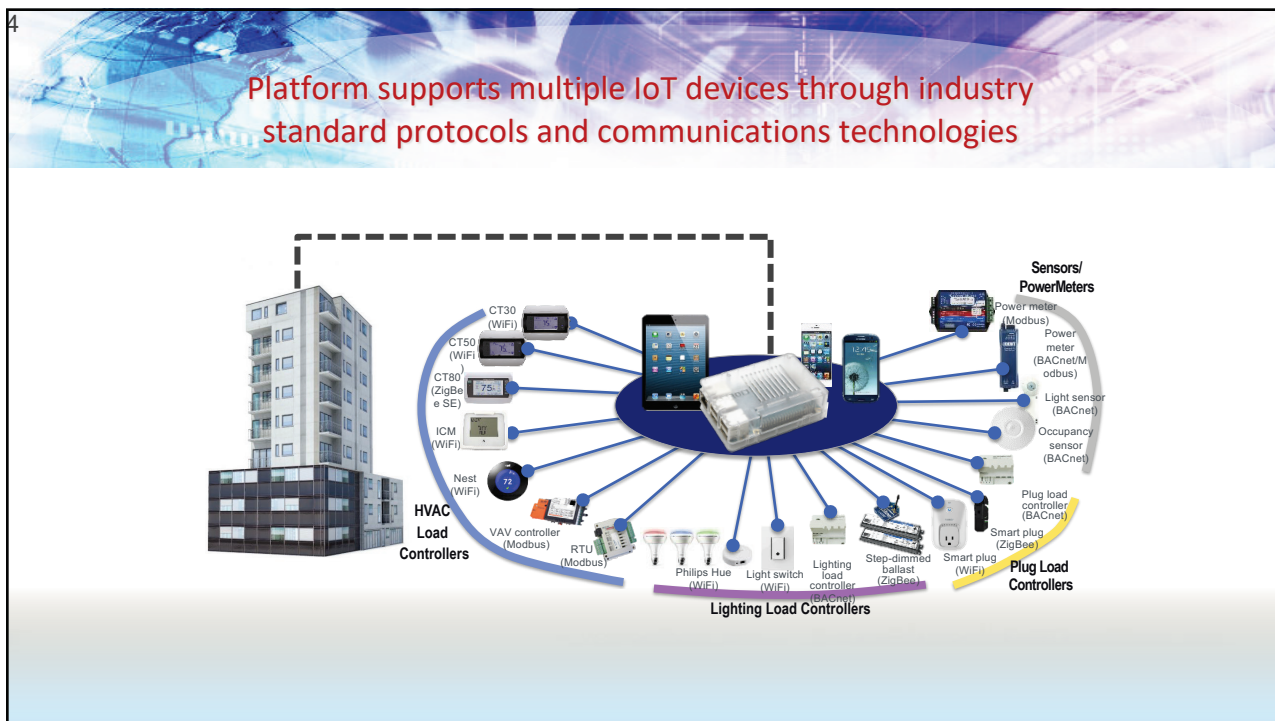 4
Platform supports multiple IoT devices through industry
standard protocols and communications technologies
Sensors/
PowerMeters
CT30
(WiFi)
CT50
(WiFi
)
CT80
(ZigBe
e SE)
ICM
(WiFi)
Nest
(WiFi)
72
75
HVAC
Load
Controllers
VAV controller
(Modbus)
RTU
(Modbus)
Philips Hue
(WiFi)
Light switch
(WiFi)
Lighting
load
controller
(BACnet)
Step-dimmed
ballast
(ZigBee)
Lighting Load Controllers
Smart plug
(WiFi)
Smart plug
(ZigBee)
Plug load
controller
(BACnet)
Plug Load
Controllers
Power meter
(Modbus)
Power
meter
(BACnet/M
odbus)
Light sensor
(BACnet)
Occupancy
sensor
(BACnet)